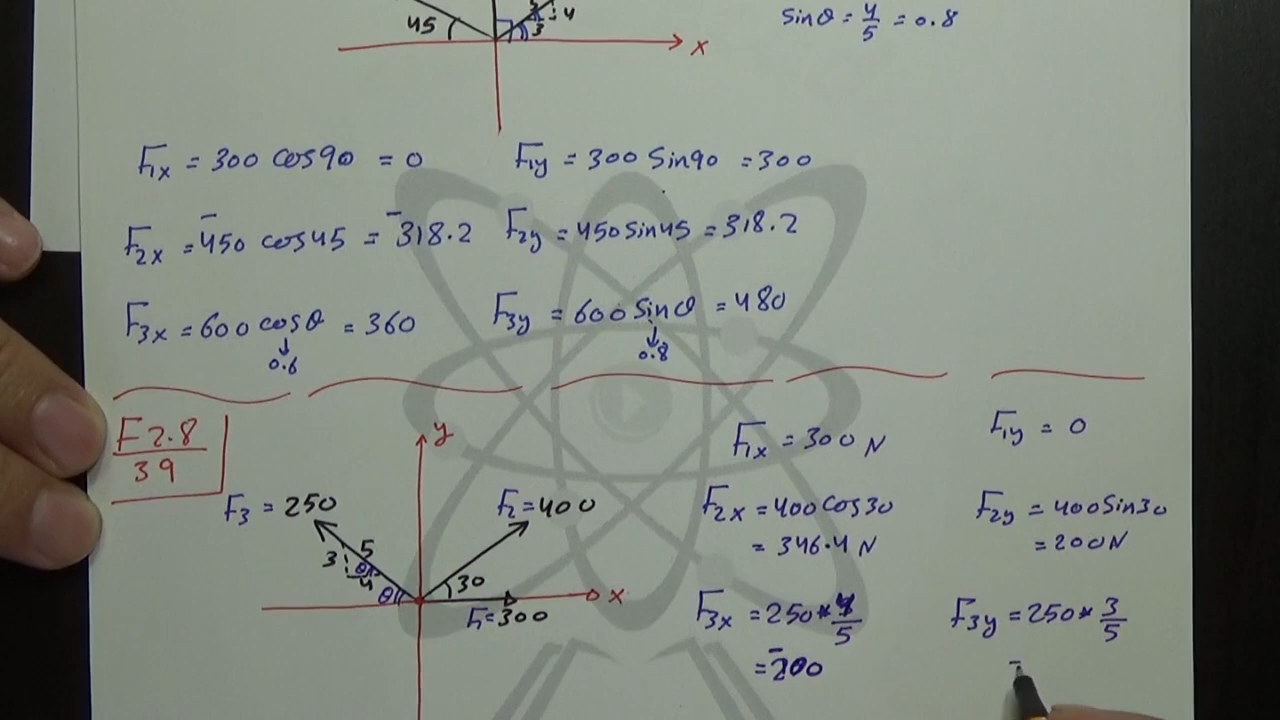 45
3
4
sinθ = 4/5 = 0.8
x
F1x = 300 cos90 = 0
F1y = 300 Sin90 = 300
F2x = -450 cos45 = -318.2
F2y = 450 sin45 = 318.2
F3x = 600 cosθ = 360
0.6
F3y = 600 sinθ = 480
0.8
F2.8
39
y
F3 = 250
F2 = 400
5
3
4
θ
θ
30
x
F1 = 300
F1x = 300 N
F1y = 0
F2x = 400 cos30
= 346.4 N
F2y = 400 Sin30
= 200N
F3x = 250 * 4/5
= -200
F3y = 250 * 3/5